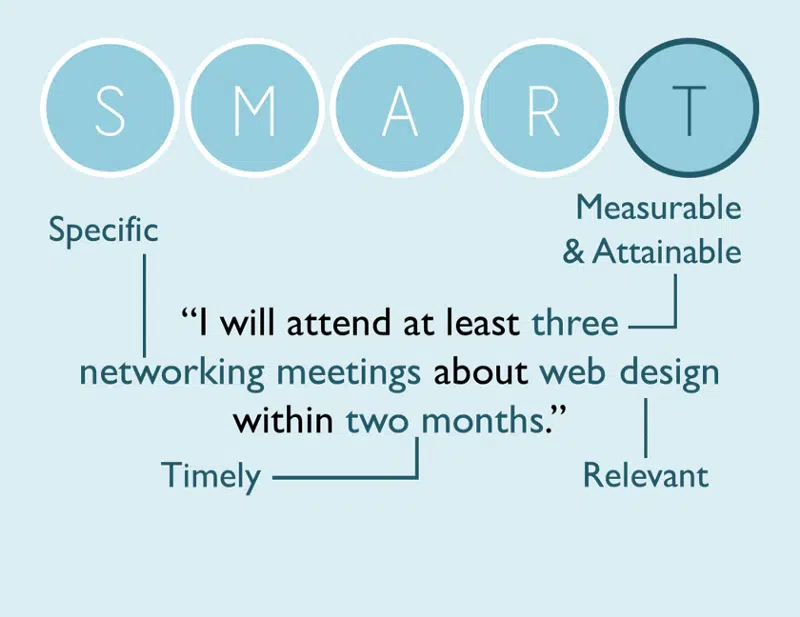 S M A R T
Specific
Measurable
& Attainable
“I will attend at least three
networking meetings about web design
within two months.”
Timely
Relevant